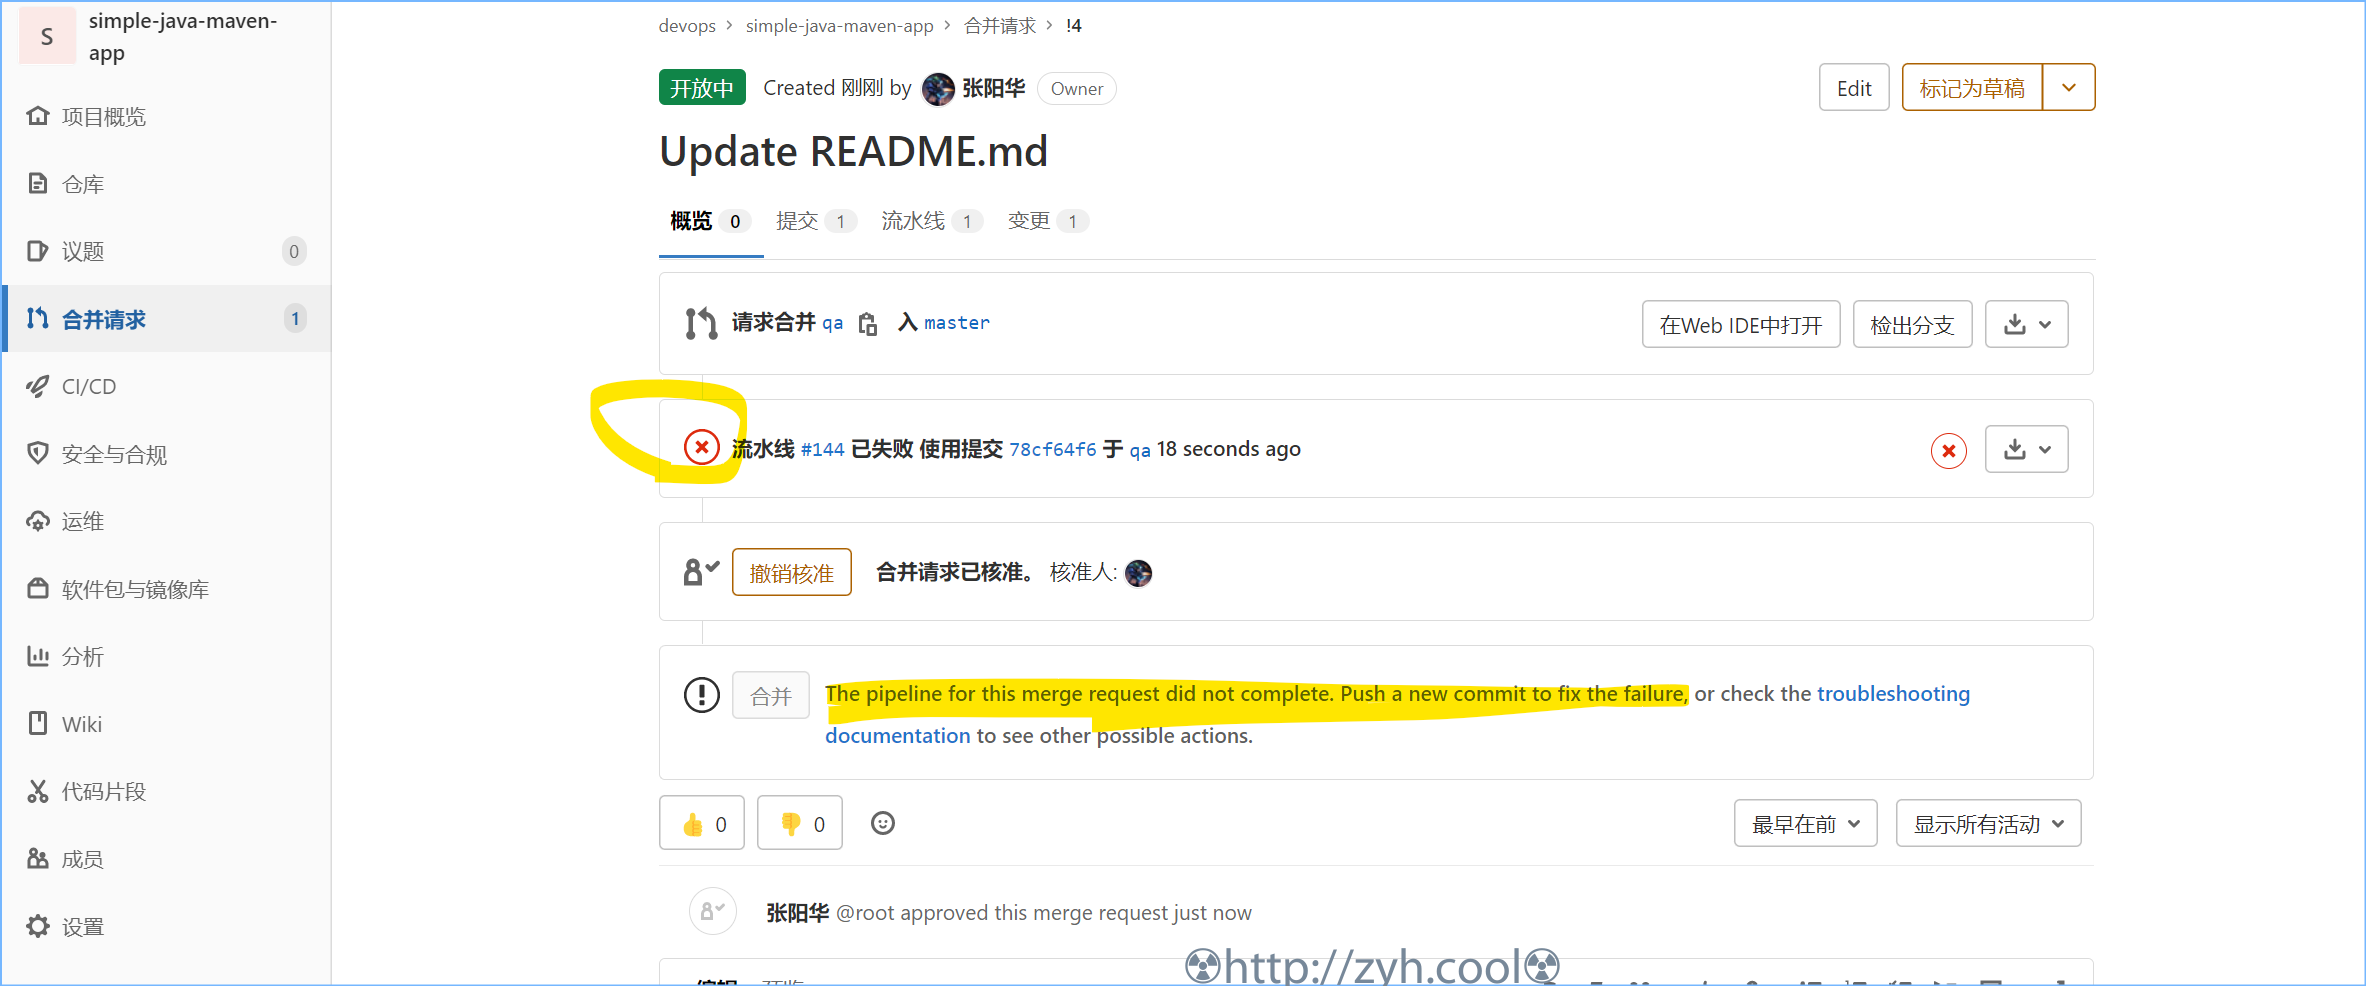 S
simple-java-maven-
app
项目概览
仓库
议题 0
合并请求 1
CI/CD
安全与合规
运维
软件包与镜像库
分析
Wiki
代码片段
成员
设置
devops › simple-java-maven-app › 合并请求 › !4
开放中 Created 刚刚 by 张阳华 Owner
Edit 标记为草稿
Update README.md
概览 0 提交 1 流水线 1 变更 1
请求合并 qa 入 master
在Web IDE中打开 检出分支
流水线 #144 已失败 使用提交 78cf64f6 于 qa 18 seconds ago
撤销核准 合并请求已核准。 核准人:
合并 The pipeline for this merge request did not complete. Push a new commit to fix the failure, or check the troubleshooting
documentation to see other possible actions.
0 0
最早在前 显示所有活动
张阳华 @root approved this merge request just now
http://zyh.cool
编辑 预览